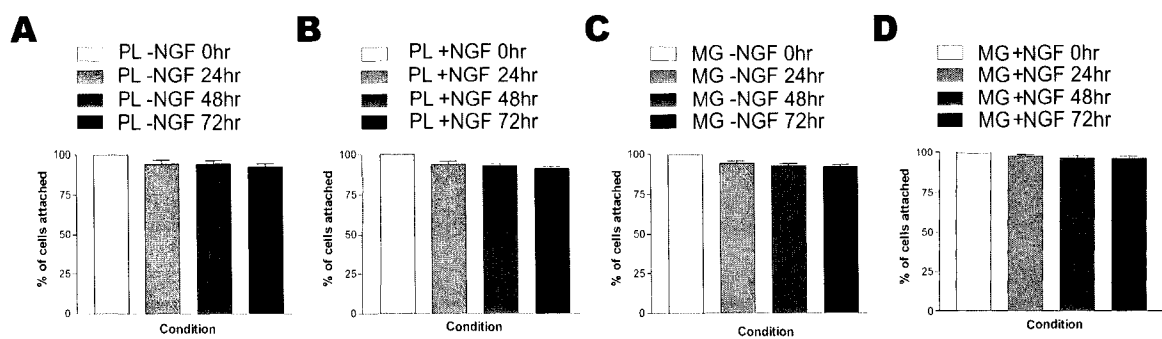 A
PL -NGF 0hr
PL -NGF 24hr
PL -NGF 48hr
PL -NGF 72hr
100
75
50
25
0
% of cells attached
Condition
B
PL +NGF 0hr
PL +NGF 24hr
PL +NGF 48hr
PL +NGF 72hr
100
75
50
25
0
% of cells attached
Condition
C
MG -NGF 0hr
MG -NGF 24hr
MG -NGF 48hr
MG -NGF 72hr
100
75
50
25
0
% of cells attached
Condition
D
MG +NGF 0hr
MG +NGF 24hr
MG +NGF 48hr
MG +NGF 72hr
100
75
50
25
0
% of cells attached
Condition